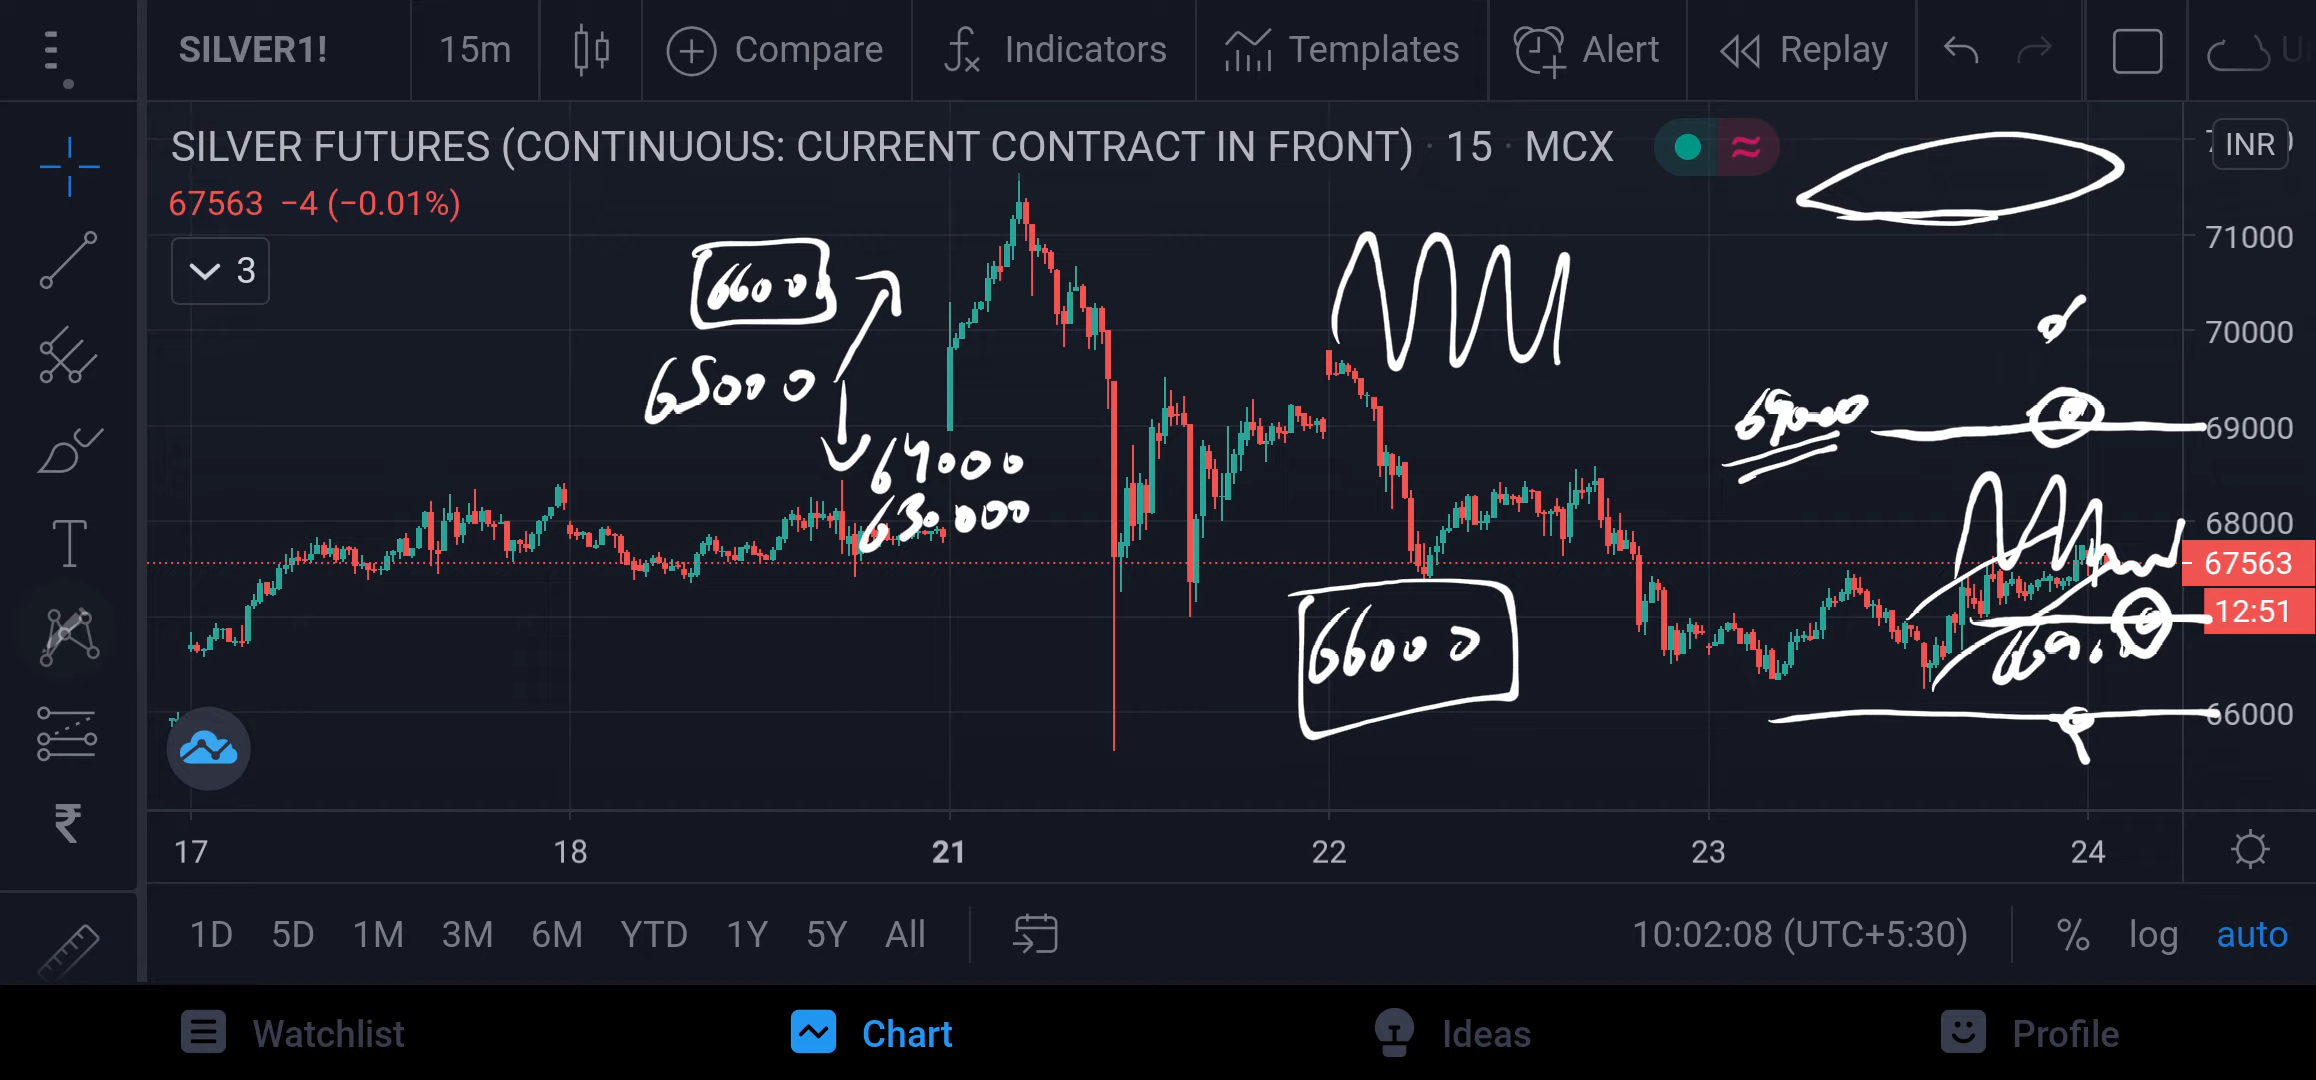 SILVER1! 15m Compare Indicators Templates Alert Replay
SILVER FUTURES (CONTINUOUS: CURRENT CONTRACT IN FRONT) · 15 · MCX
INR
67563 −4 (−0.01%)
3
71000
70000
69000
68000
67563
12:51
66000
65000
64000
630000
69000
66000
17 18 21 22 23 24
1D 5D 1M 3M 6M YTD 1Y 5Y All
10:02:08 (UTC+5:30) % log auto
Watchlist Chart Ideas Profile